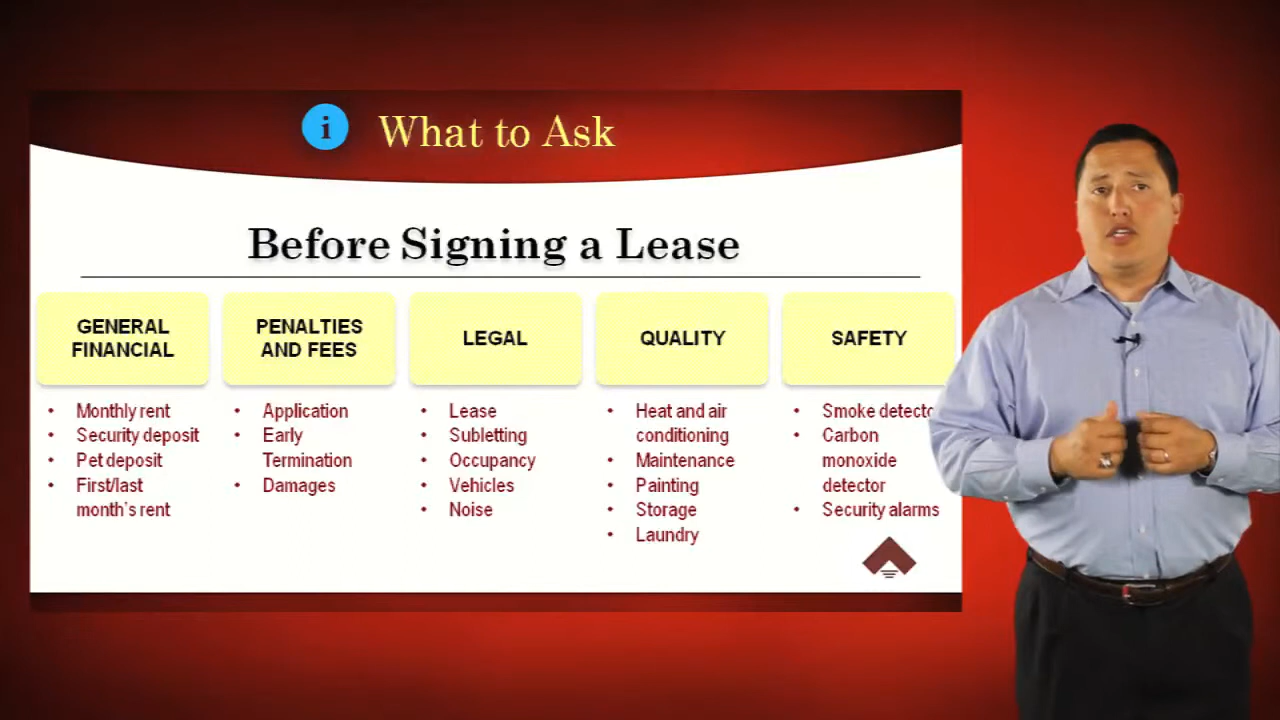 i What to Ask
Before Signing a Lease
GENERAL
FINANCIAL
• Monthly rent
• Security deposit
• Pet deposit
• First/last
month's rent
PENALTIES
AND FEES
• Application
• Early
Termination
• Damages
LEGAL
• Lease
• Subletting
• Occupancy
• Vehicles
• Noise
QUALITY
• Heat and air
conditioning
• Maintenance
• Painting
• Storage
• Laundry
SAFETY
• Smoke detecto
• Carbon
monoxide
detector
• Security alarms